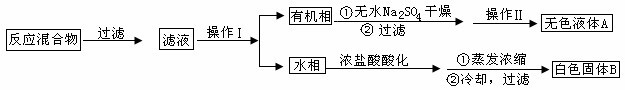 有机相 ①无水Na₂SO₄干燥 ②过滤 操作Ⅱ 无色液体A
反应混合物 过滤 滤液 操作Ⅰ
水相 浓盐酸酸化 ①蒸发浓缩 ②冷却，过滤 白色固体B